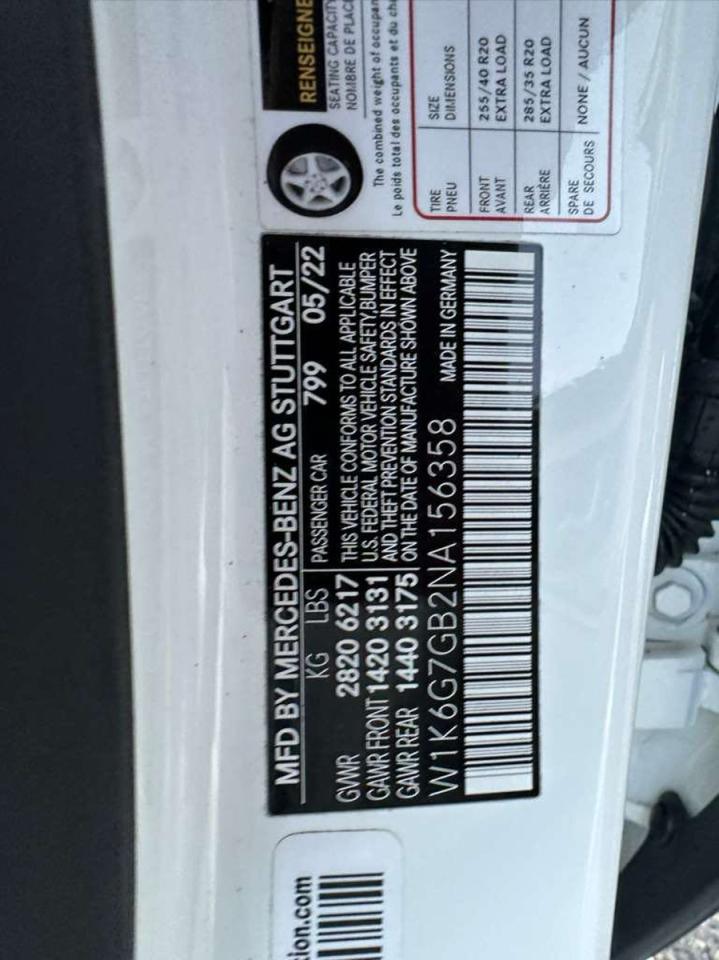 MFD BY MERCEDES-BENZ AG STUTTGART
KG LBS PASSENGER CAR 799 05/22
GVWR 2820 6217 THIS VEHICLE CONFORMS TO ALL APPLICABLE
U.S. FEDERAL MOTOR VEHICLE SAFETY, BUMPER
GAWR FRONT 1420 3131 AND THEFT PREVENTION STANDARDS IN EFFECT
GAWR REAR 1440 3175 ON THE DATE OF MANUFACTURE SHOWN ABOVE
W1K6G7GB2NA156358 MADE IN GERMANY
RENSEIGNE
SEATING CAPACITY
NOMBRE DE PLACE
The combined weight of occupan
Le poids total des occupants et du ch
TIRE SIZE
PNEU DIMENSIONS
FRONT 255/40 R20
AVANT EXTRA LOAD
REAR 285/35 R20
ARRIÈRE EXTRA LOAD
SPARE NONE / AUCUN
DE SECOURS
tion.com